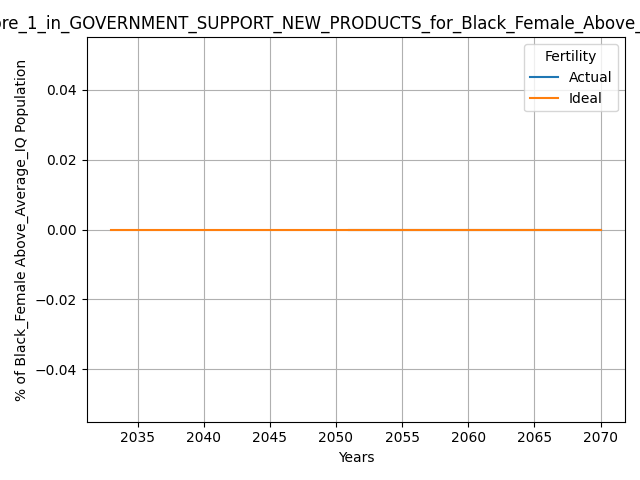 ore_1_in_GOVERNMENT_SUPPORT_NEW_PRODUCTS_for_Black_Female_Above_
% of Black_Female Above_Average_IQ Population
Fertility
Actual
Ideal
0.04
0.02
0.00
−0.02
−0.04
2035 2040 2045 2050 2055 2060 2065 2070
Years